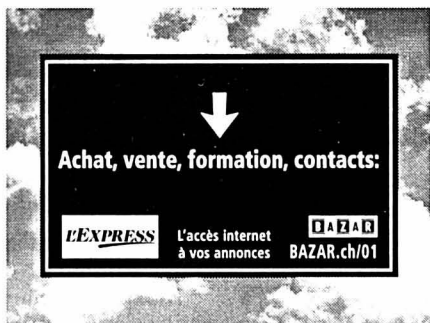 Achat, vente, formation, contacts:
L'EXPRESS
L'accès internet
à vos annonces
BAZAR
BAZAR.ch/01